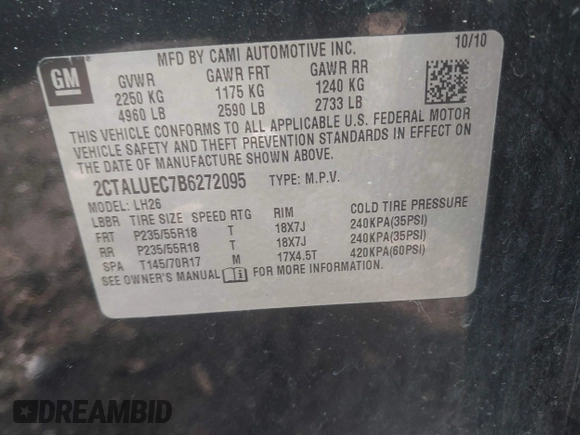 GM
MFD BY CAMI AUTOMOTIVE INC. 10/10
GVWR GAWR FRT GAWR RR
2250 KG 1175 KG 1240 KG
4960 LB 2590 LB 2733 LB
THIS VEHICLE CONFORMS TO ALL APPLICABLE U.S. FEDERAL MOTOR
VEHICLE SAFETY AND THEFT PREVENTION STANDARDS IN EFFECT ON
THE DATE OF MANUFACTURE SHOWN ABOVE.
2CTALUEC7B6272095 TYPE: M.P.V.
MODEL: LH26
LBBR TIRE SIZE SPEED RTG RIM COLD TIRE PRESSURE
FRT P235/55R18 T 18X7J 240KPA(35PSI)
RR P235/55R18 T 18X7J 240KPA(35PSI)
SPA T145/70R17 M 17X4.5T 420KPA(60PSI)
SEE OWNER'S MANUAL FOR MORE INFORMATION.
DREAMBID